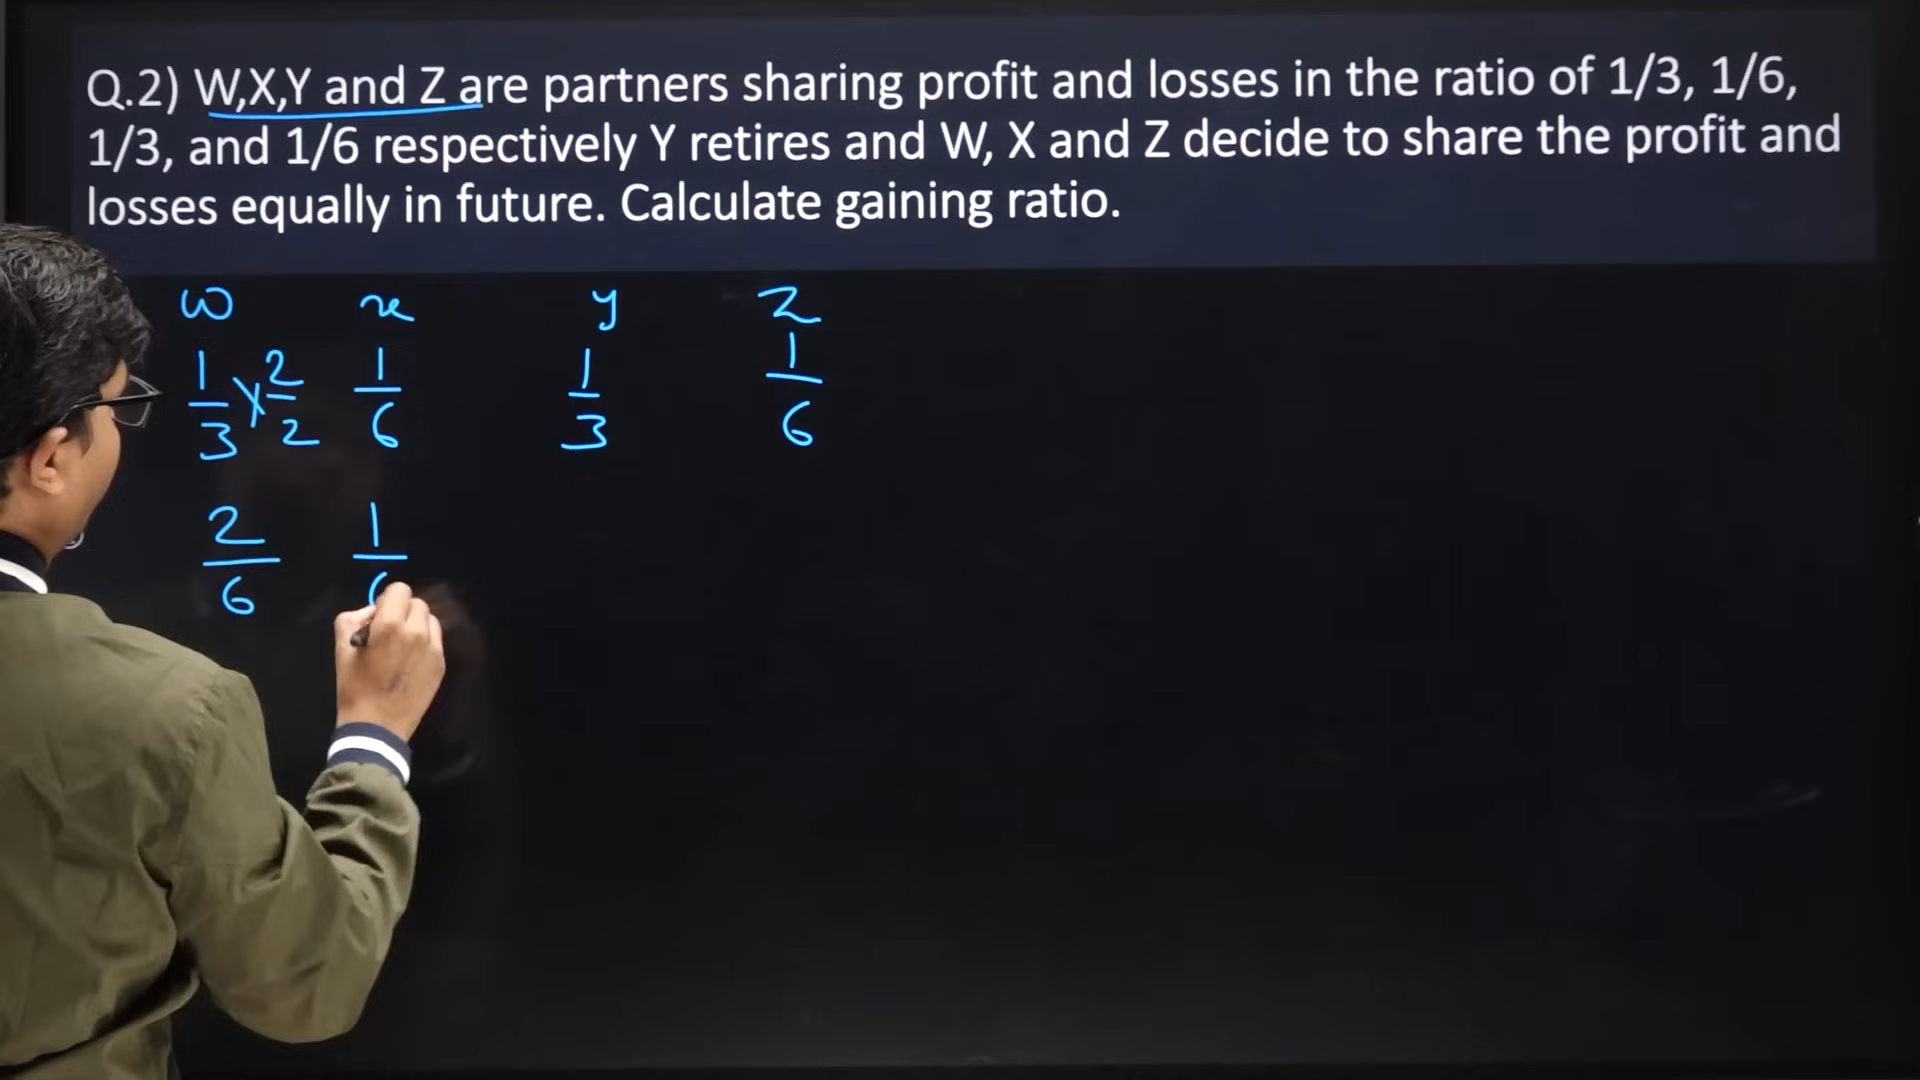 Q.2) W,X,Y and Z are partners sharing profit and losses in the ratio of 1/3, 1/6,
1/3, and 1/6 respectively Y retires and W, X and Z decide to share the profit and
losses equally in future. Calculate gaining ratio.
W x y Z
1/3 × 2/2 1/6 1/3 1/6
2/6 1/6